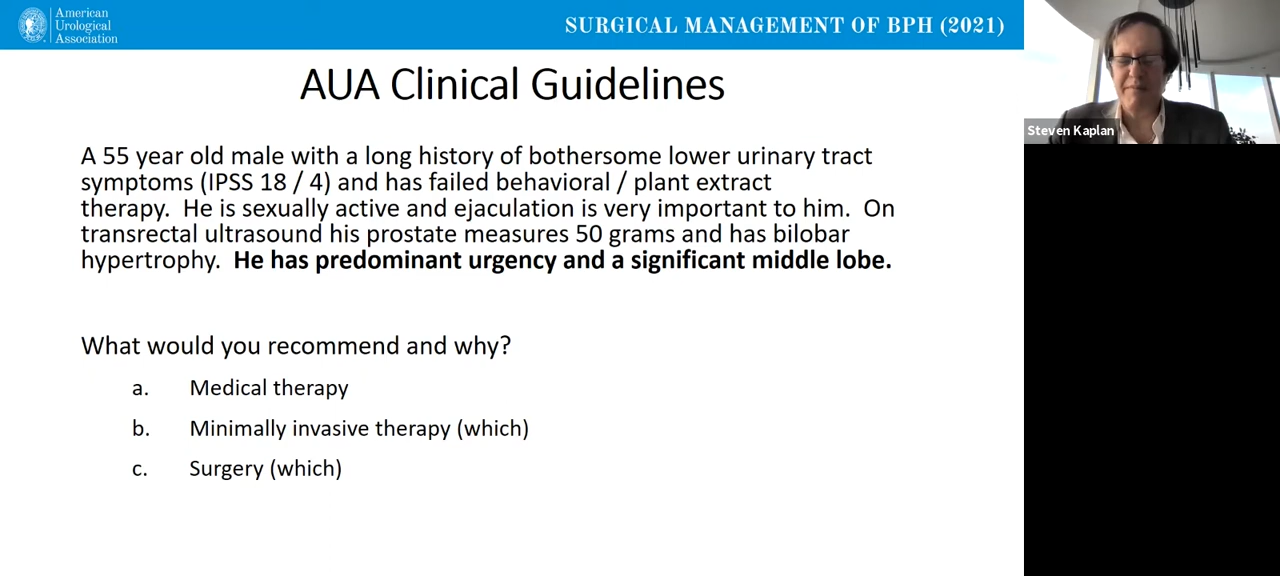 American
Urological
Association
SURGICAL MANAGEMENT OF BPH (2021)
AUA Clinical Guidelines
A 55 year old male with a long history of bothersome lower urinary tract
symptoms (IPSS 18 / 4) and has failed behavioral / plant extract
therapy. He is sexually active and ejaculation is very important to him. On
transrectal ultrasound his prostate measures 50 grams and has bilobar
hypertrophy. He has predominant urgency and a significant middle lobe.
What would you recommend and why?
a. Medical therapy
b. Minimally invasive therapy (which)
c. Surgery (which)
Steven Kaplan